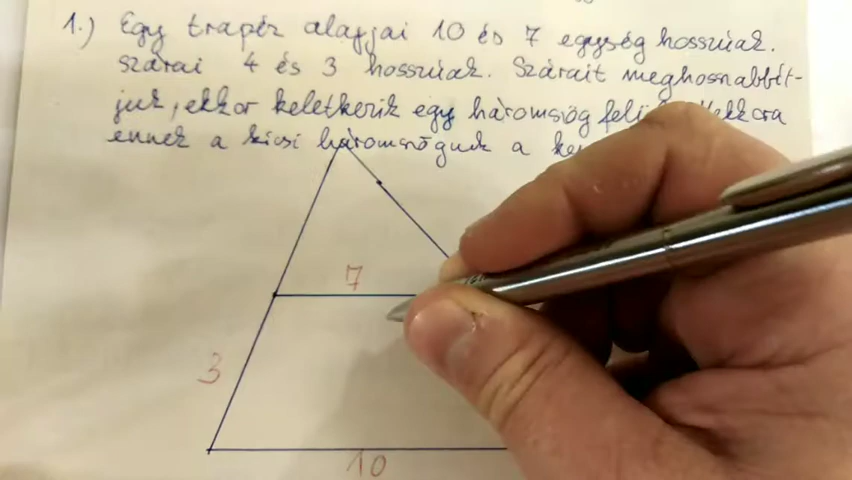 1.) Egy trapéz alapjai 10 és 7 egység hosszúak.
szárai 4 és 3 hosszúak. Szárait meghosszabbít-
juk, ekkor keletkezik egy háromszög felül. Mekkora
ennek a kicsi háromszögnek a
7
3
10